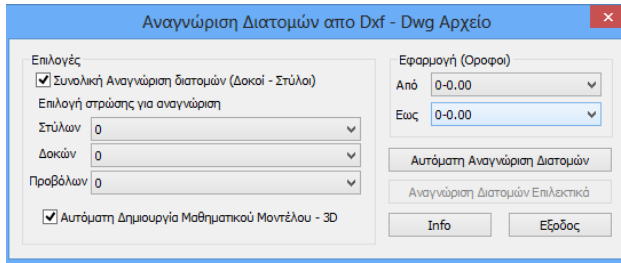 Αναγνώριση Διατομών απο Dxf - Dwg Αρχείο
Επιλογές
Συνολική Αναγνώριση διατομών (Δοκοί - Στύλοι)
Επιλογή στρώσης για αναγνώριση
Στύλων 0
Δοκών 0
Προβόλων 0
Αυτόματη Δημιουργία Μαθηματικού Μοντέλου - 3D
Εφαρμογή (Οροφοι)
Από 0-0.00
Εως 0-0.00
Αυτόματη Αναγνώριση Διατομών
Αναγνώριση Διατομών Επιλεκτικά
Info Εξοδος